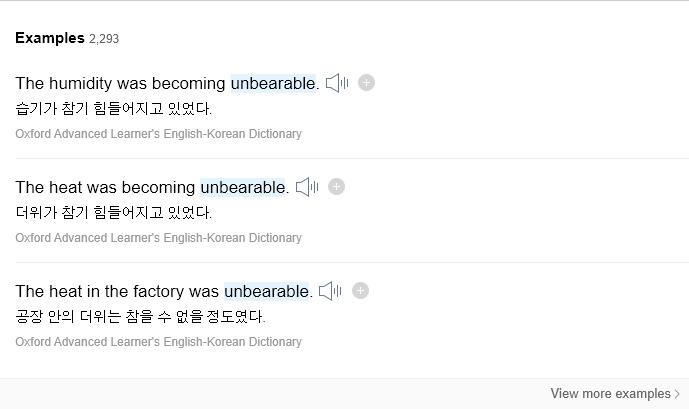 Examples 2,293
The humidity was becoming unbearable.
습기가 참기 힘들어지고 있었다.
Oxford Advanced Learner's English-Korean Dictionary
The heat was becoming unbearable.
더위가 참기 힘들어지고 있었다.
Oxford Advanced Learner's English-Korean Dictionary
The heat in the factory was unbearable.
공장 안의 더위는 참을 수 없을 정도였다.
Oxford Advanced Learner's English-Korean Dictionary
View more examples